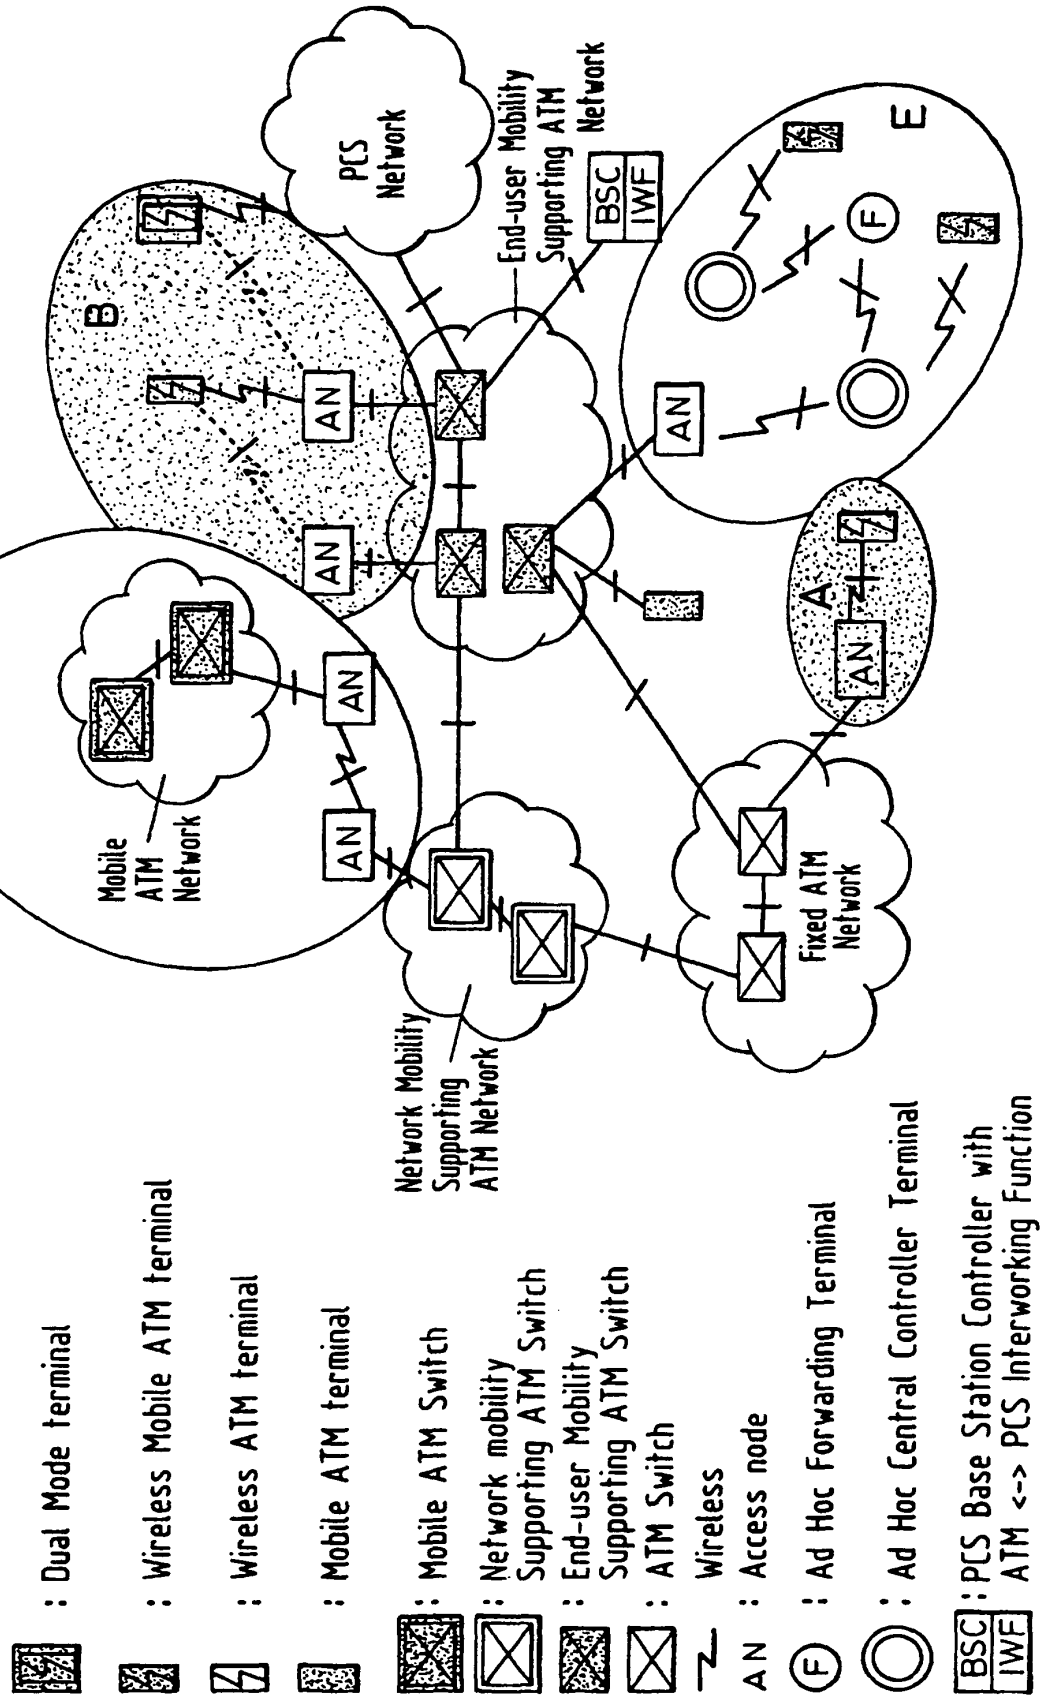 PCS
Network
B
End-user Mobility
Supporting ATM
Network
BSC
IWF
E
F
AN
AN
AN
AN
AN
AN
A
Mobile
ATM
Network
Network Mobility
Supporting
ATM Network
Fixed ATM
Network
AN
: Dual Mode terminal
: Wireless Mobile ATM terminal
: Wireless ATM terminal
: Mobile ATM terminal
: Mobile ATM Switch
: Network mobility
Supporting ATM Switch
: End-user Mobility
Supporting ATM Switch
: ATM Switch
Wireless
AN : Access node
F : Ad Hoc Forwarding Terminal
: Ad Hoc Central Controller Terminal
BSC
IWF
: PCS Base Station Controller with
ATM <-> PCS Interworking Function